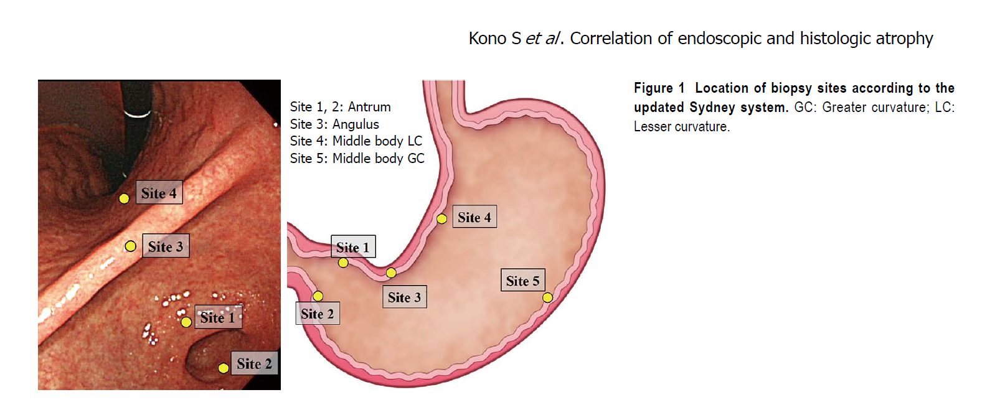 Kono S et al. Correlation of endoscopic and histologic atrophy
Site 4
Site 3
Site 1
Site 2
Site 1, 2: Antrum
Site 3: Angulus
Site 4: Middle body LC
Site 5: Middle body GC
Site 4
Site 1
Site 5
Site 3
Site 2
Figure 1 Location of biopsy sites according to the
updated Sydney system. GC: Greater curvature; LC:
Lesser curvature.